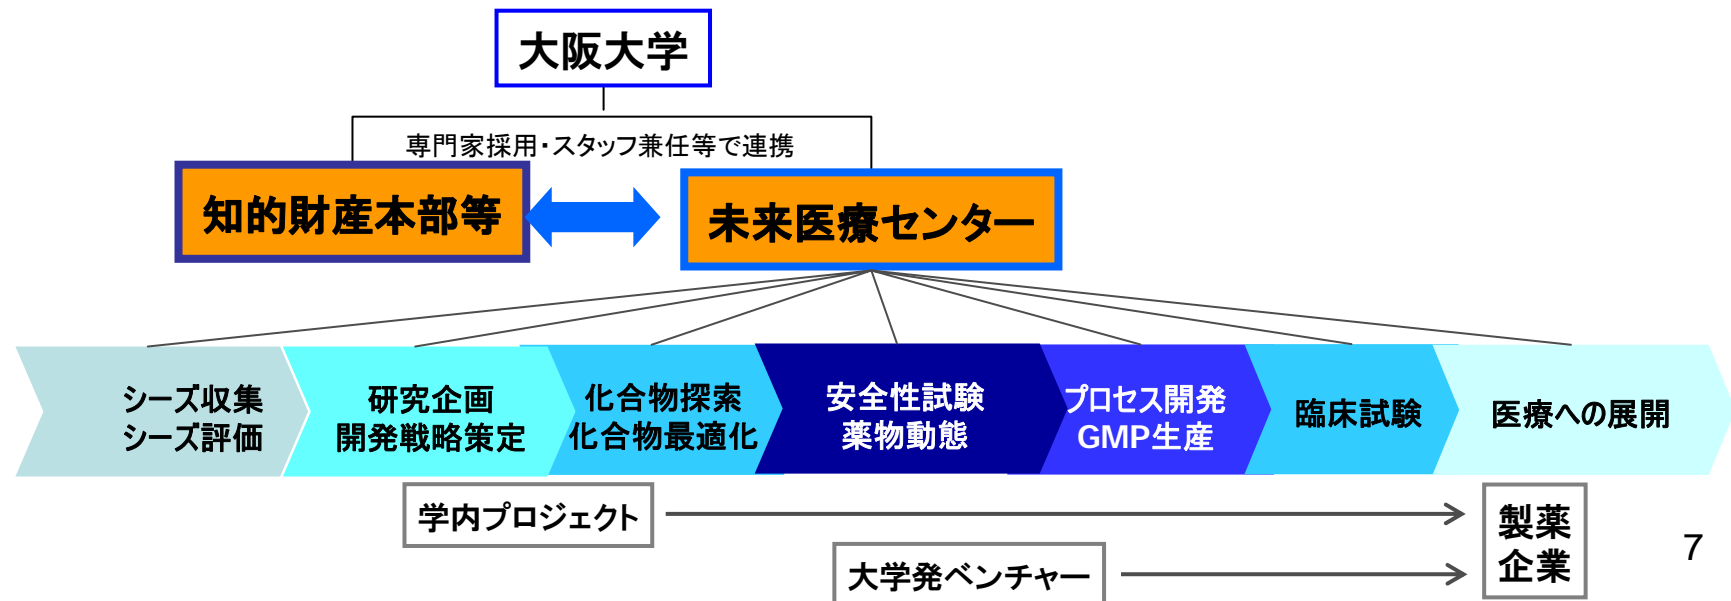 大阪大学
専門家採用・スタッフ兼任等で連携
知的財産本部等
未来医療センター
シーズ収集
シーズ評価
研究企画
開発戦略策定
化合物探索
化合物最適化
安全性試験
薬物動態
プロセス開発
GMP生産
臨床試験
医療への展開
学内プロジェクト
大学発ベンチャー
製薬
企業
7